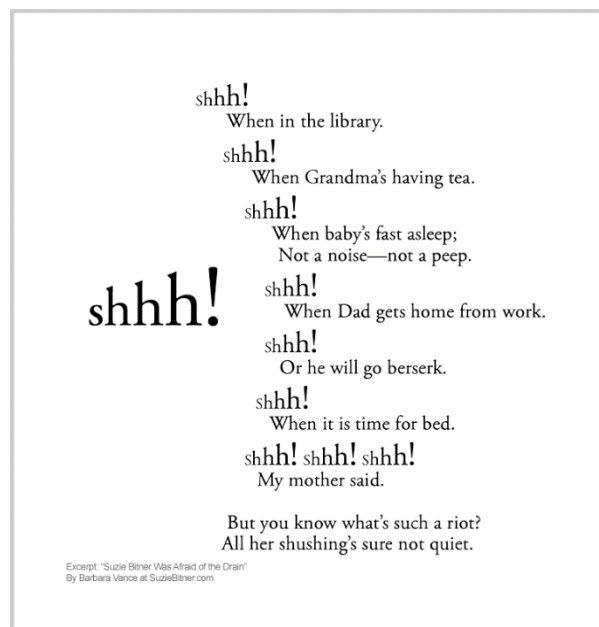 shhh!
shhh!
When in the library.
shhh!
When Grandma's having tea.
shhh!
When baby's fast asleep;
Not a noise—not a peep.
shhh!
When Dad gets home from work.
shhh!
Or he will go berserk.
shhh!
When it is time for bed.
shhh! shhh! shhh!
My mother said.
But you know what's such a riot?
All her shushing's sure not quiet.
Excerpt: "Suzie Bitner Was Afraid of the Drain"
By Barbara Vance at SuzieBitner.com